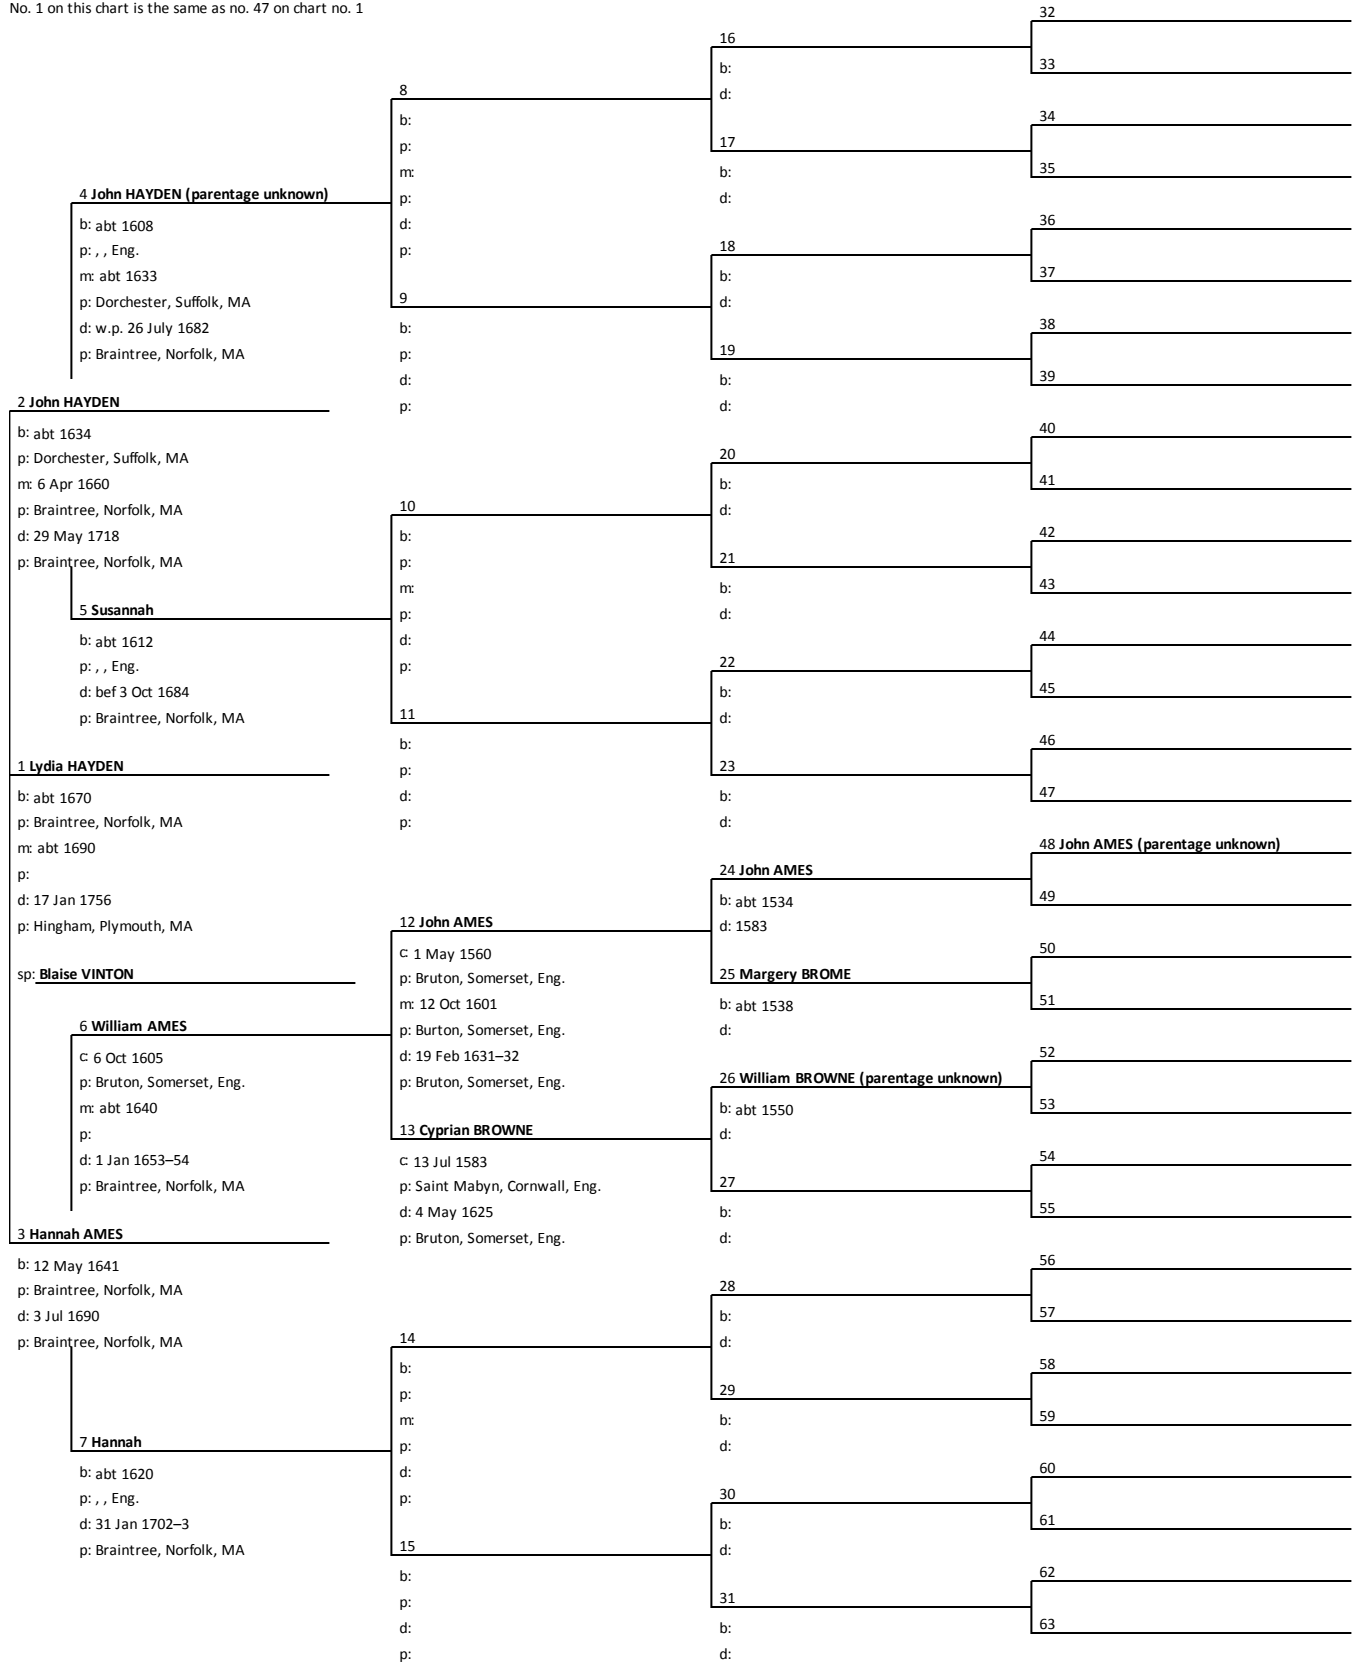 No. 1 on this chart is the same as no. 47 on chart no. 1
4 John HAYDEN (parentage unknown)
b: abt 1608
p: , , Eng.
m: abt 1633
p: Dorchester, Suffolk, MA
d: w.p. 26 July 1682
p: Braintree, Norfolk, MA
2 John HAYDEN
b: abt 1634
p: Dorchester, Suffolk, MA
m: 6 Apr 1660
p: Braintree, Norfolk, MA
d: 29 May 1718
p: Braintree, Norfolk, MA
5 Susannah
b: abt 1612
p: , , Eng.
d: bef 3 Oct 1684
p: Braintree, Norfolk, MA
1 Lydia HAYDEN
b: abt 1670
p: Braintree, Norfolk, MA
m: abt 1690
p:
d: 17 Jan 1756
p: Hingham, Plymouth, MA
sp: Blaise VINTON
6 William AMES
c: 6 Oct 1605
p: Bruton, Somerset, Eng.
m: abt 1640
p:
d: 1 Jan 1653–54
p: Braintree, Norfolk, MA
3 Hannah AMES
b: 12 May 1641
p: Braintree, Norfolk, MA
d: 3 Jul 1690
p: Braintree, Norfolk, MA
7 Hannah
b: abt 1620
p: , , Eng.
d: 31 Jan 1702–3
p: Braintree, Norfolk, MA
8
b:
p:
m:
p:
d:
p:
9
b:
p:
d:
p:
10
b:
p:
m:
p:
d:
p:
11
b:
p:
d:
p:
12 John AMES
c: 1 May 1560
p: Bruton, Somerset, Eng.
m: 12 Oct 1601
p: Burton, Somerset, Eng.
d: 19 Feb 1631–32
p: Bruton, Somerset, Eng.
13 Cyprian BROWNE
c: 13 Jul 1583
p: Saint Mabyn, Cornwall, Eng.
d: 4 May 1625
p: Bruton, Somerset, Eng.
14
b:
p:
m:
p:
d:
p:
15
b:
p:
d:
p:
16
b:
d:
17
b:
d:
18
b:
d:
19
b:
d:
20
b:
d:
21
b:
d:
22
b:
d:
23
b:
d:
24 John AMES
b: abt 1534
d: 1583
25 Margery BROME
b: abt 1538
d:
26 William BROWNE (parentage unknown)
b: abt 1550
d:
27
b:
d:
28
b:
d:
29
b:
d:
30
b:
d:
31
b:
d:
32
33
34
35
36
37
38
39
40
41
42
43
44
45
46
47
48 John AMES (parentage unknown)
49
50
51
52
53
54
55
56
57
58
59
60
61
62
63